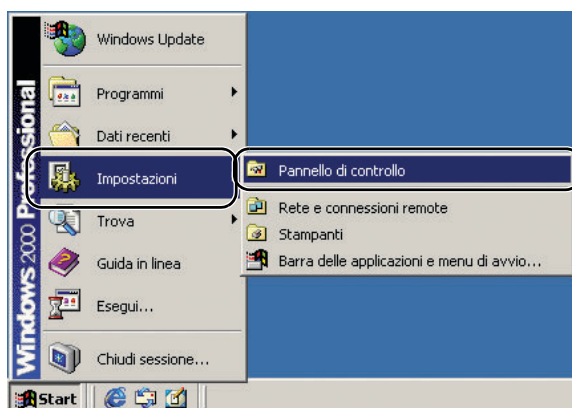 Windows 2000 Professional
Windows Update
Programmi
Dati recenti
Impostazioni
Trova
Guida in linea
Esegui...
Chiudi sessione...
Pannello di controllo
Rete e connessioni remote
Stampanti
Barra delle applicazioni e menu di avvio...
Start